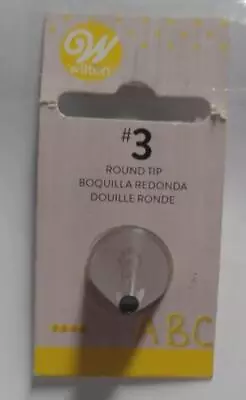 W
wilton
#3
ROUND TIP
BOQUILLA REDONDA
DOUILLE RONDE
ABC